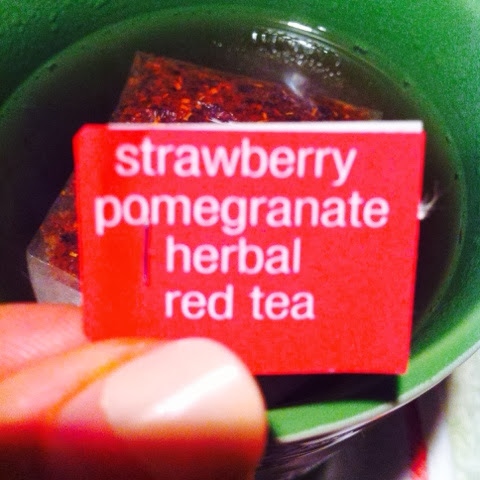 strawberry
pomegranate
herbal
red tea